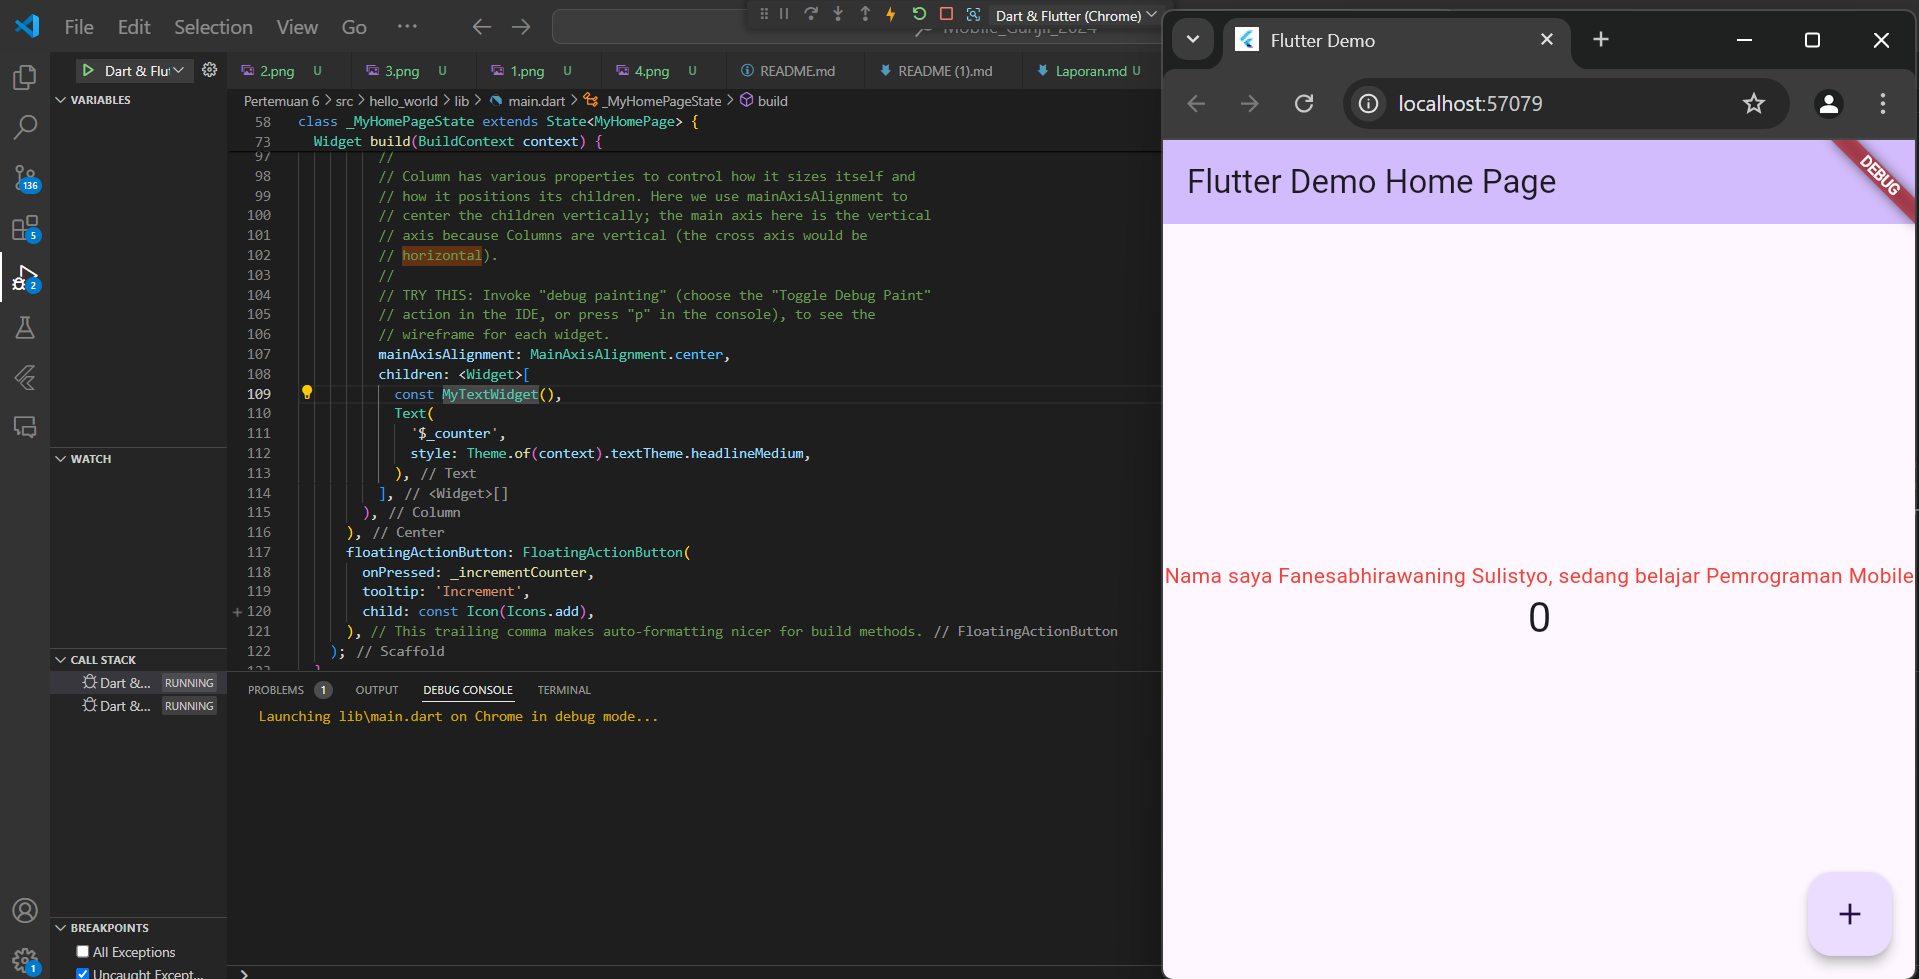 File Edit Selection View Go ···
Dart & Flutter (Chrome)
Mobile_Ganjil_2024
Dart & Flu
2.png U
3.png U
1.png U
4.png U
README.md
README (1).md
Laporan.md U
VARIABLES
Pertemuan 6 > src > hello_world > lib > main.dart > _MyHomePageState > build
58 class _MyHomePageState extends State<MyHomePage> {
73 Widget build(BuildContext context) {
97 //
98 // Column has various properties to control how it sizes itself and
99 // how it positions its children. Here we use mainAxisAlignment to
100 // center the children vertically; the main axis here is the vertical
101 // axis because Columns are vertical (the cross axis would be
102 // horizontal).
103 //
104 // TRY THIS: Invoke "debug painting" (choose the "Toggle Debug Paint"
105 // action in the IDE, or press "p" in the console), to see the
106 // wireframe for each widget.
107 mainAxisAlignment: MainAxisAlignment.center,
108 children: <Widget>[
109 const MyTextWidget(),
110 Text(
111 '$_counter',
112 style: Theme.of(context).textTheme.headlineMedium,
113 ), // Text
114 ], // <Widget>[]
115 ), // Column
116 ), // Center
117 floatingActionButton: FloatingActionButton(
118 onPressed: _incrementCounter,
119 tooltip: 'Increment',
120 child: const Icon(Icons.add),
121 ), // This trailing comma makes auto-formatting nicer for build methods. // FloatingActionButton
122 ); // Scaffold
123 }
136
5
2
1
WATCH
CALL STACK
Dart &... RUNNING
Dart &... RUNNING
BREAKPOINTS
All Exceptions
Uncaught Except...
PROBLEMS 1 OUTPUT DEBUG CONSOLE TERMINAL
Launching lib\main.dart on Chrome in debug mode...
Flutter Demo
localhost:57079
Flutter Demo Home Page
DEBUG
Nama saya Fanesabhirawaning Sulistyo, sedang belajar Pemrograman Mobile
0